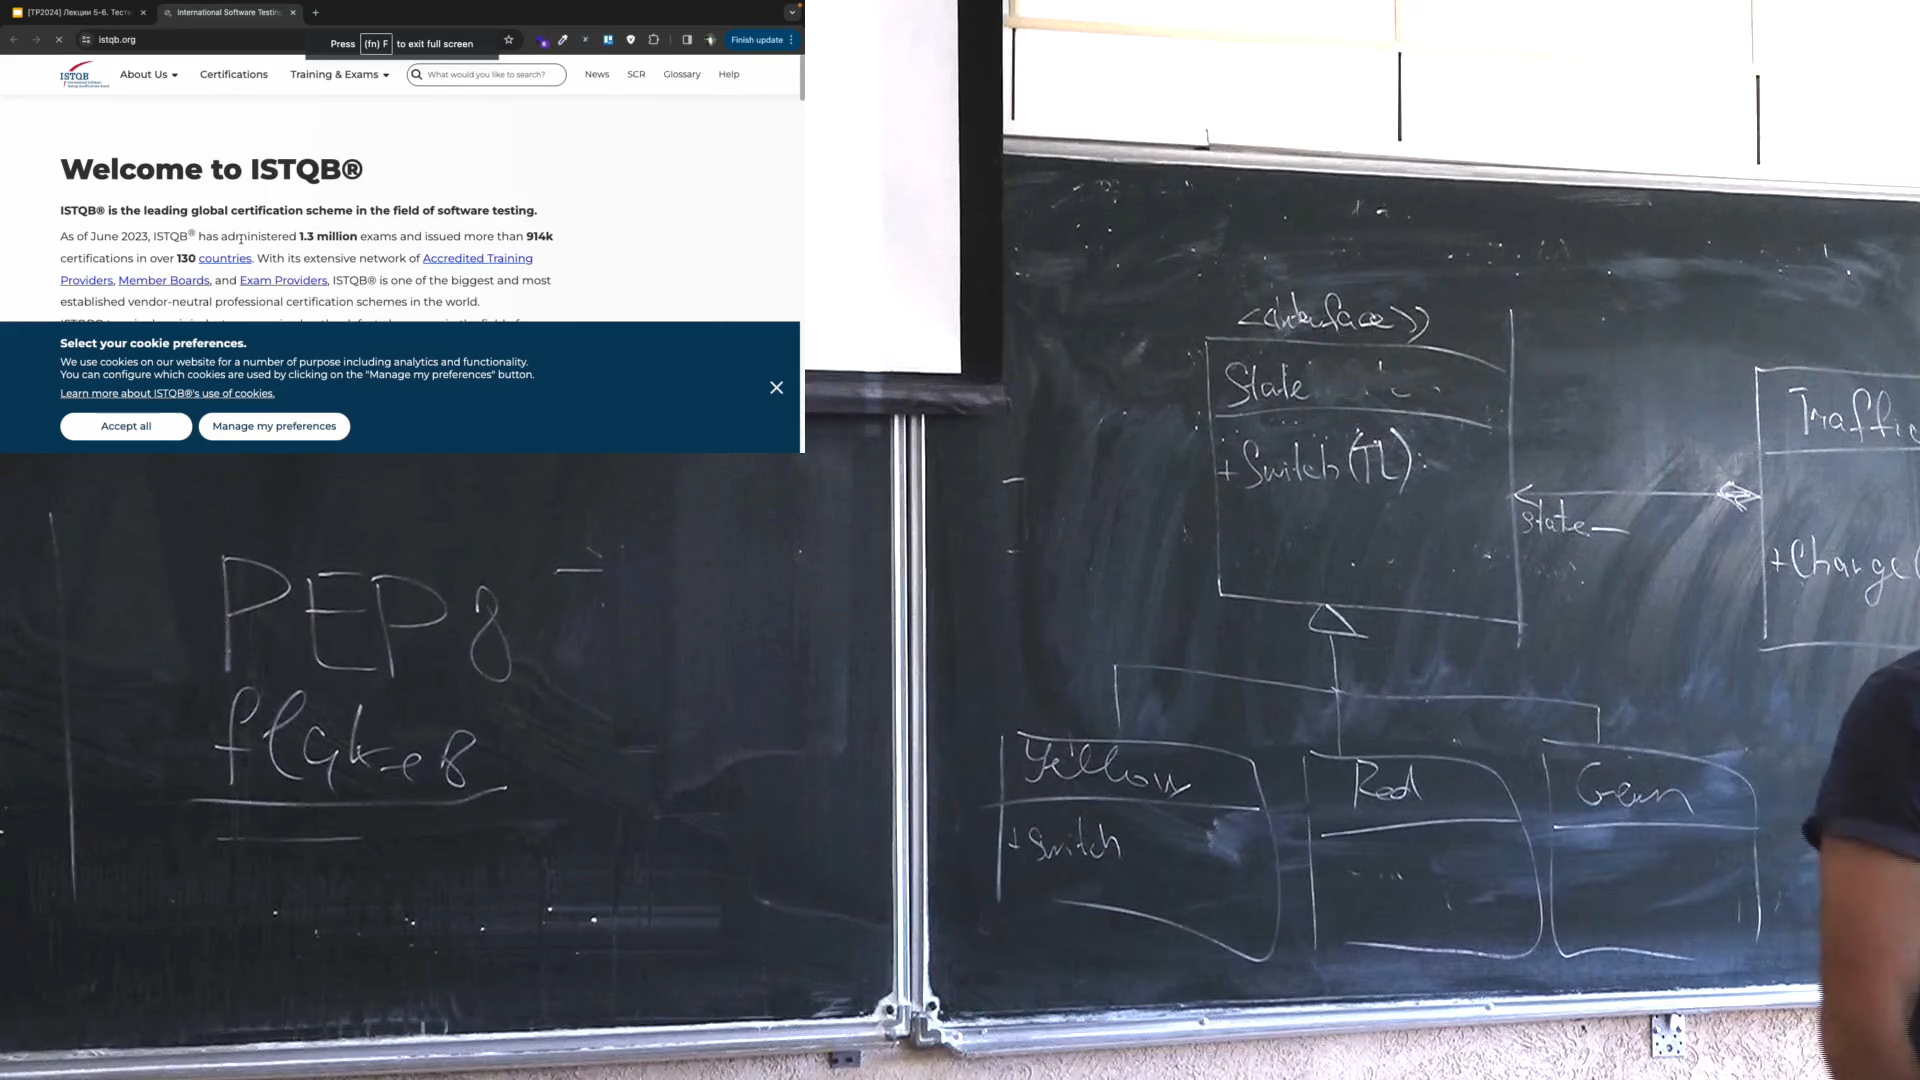 [TP2024] Лекции 5-6. Тести
International Software Testing
istqb.org
Press (fn) F to exit full screen
Finish update
ISTQB
About Us
Certifications
Training & Exams
What would you like to search?
News
SCR
Glossary
Help
Welcome to ISTQB®
ISTQB® is the leading global certification scheme in the field of software testing.
As of June 2023, ISTQB® has administered 1.3 million exams and issued more than 914k
certifications in over 130 countries. With its extensive network of Accredited Training
Providers, Member Boards, and Exam Providers, ISTQB® is one of the biggest and most
established vendor-neutral professional certification schemes in the world.
Select your cookie preferences.
We use cookies on our website for a number of purpose including analytics and functionality.
You can configure which cookies are used by clicking on the "Manage my preferences" button.
Learn more about ISTQB®'s use of cookies.
Accept all
Manage my preferences
PEP8
flake8
<<interface>>
State
+Switch(TL):
state
Traffic
+Change(
Yellow
+Switch
Red
...
Green